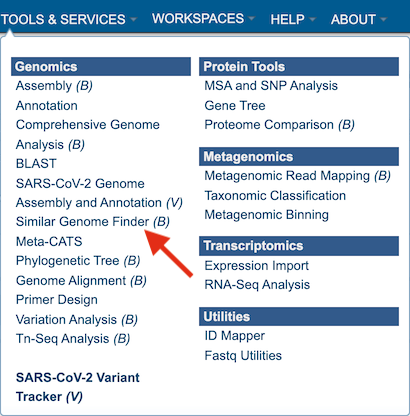 TOOLS & SERVICES WORKSPACES HELP ABOUT
Genomics
Assembly (B)
Annotation
Comprehensive Genome
Analysis (B)
BLAST
SARS-CoV-2 Genome
Assembly and Annotation (V)
Similar Genome Finder (B)
Meta-CATS
Phylogenetic Tree (B)
Genome Alignment (B)
Primer Design
Variation Analysis (B)
Tn-Seq Analysis (B)
SARS-CoV-2 Variant
Tracker (V)
Protein Tools
MSA and SNP Analysis
Gene Tree
Proteome Comparison (B)
Metagenomics
Metagenomic Read Mapping (B)
Taxonomic Classification
Metagenomic Binning
Transcriptomics
Expression Import
RNA-Seq Analysis
Utilities
ID Mapper
Fastq Utilities